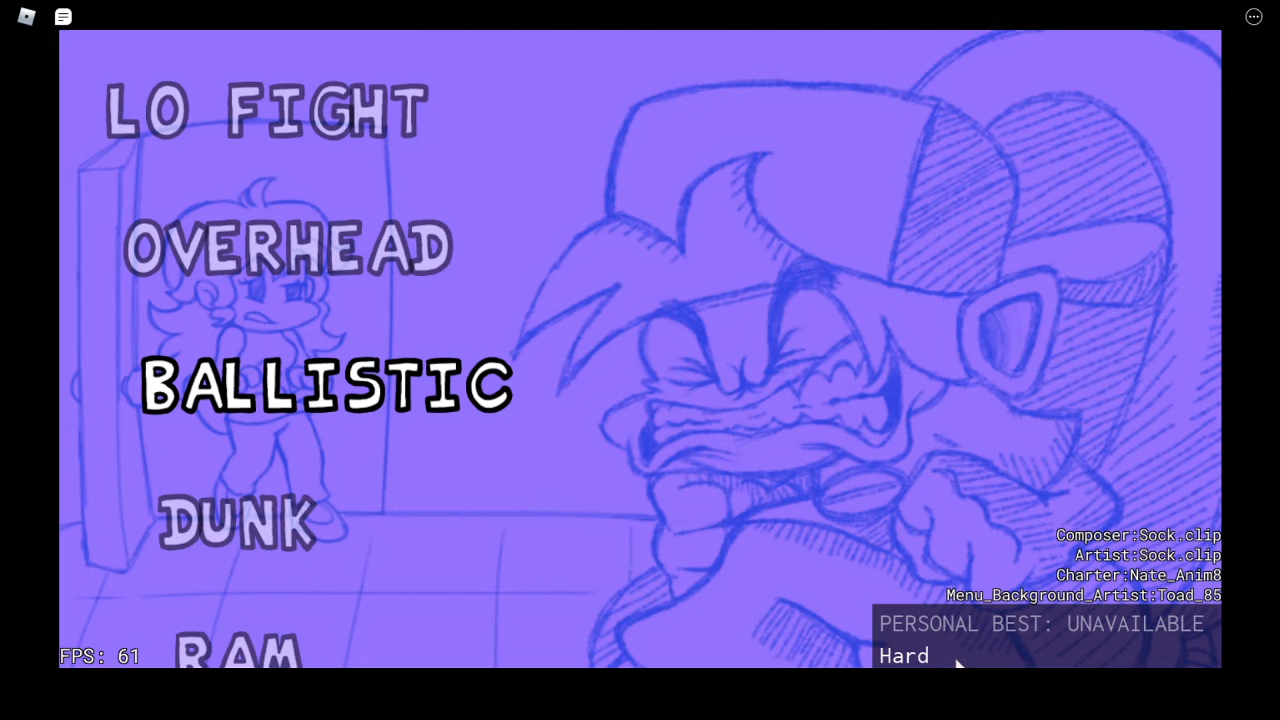 LO FIGHT
OVERHEAD
BALLISTIC
DUNK
RAM
Composer:Sock.clip
Artist:Sock.clip
Charter:Nate_Anim8
Menu_Background_Artist:Toad_85
PERSONAL BEST: UNAVAILABLE
Hard
FPS: 61